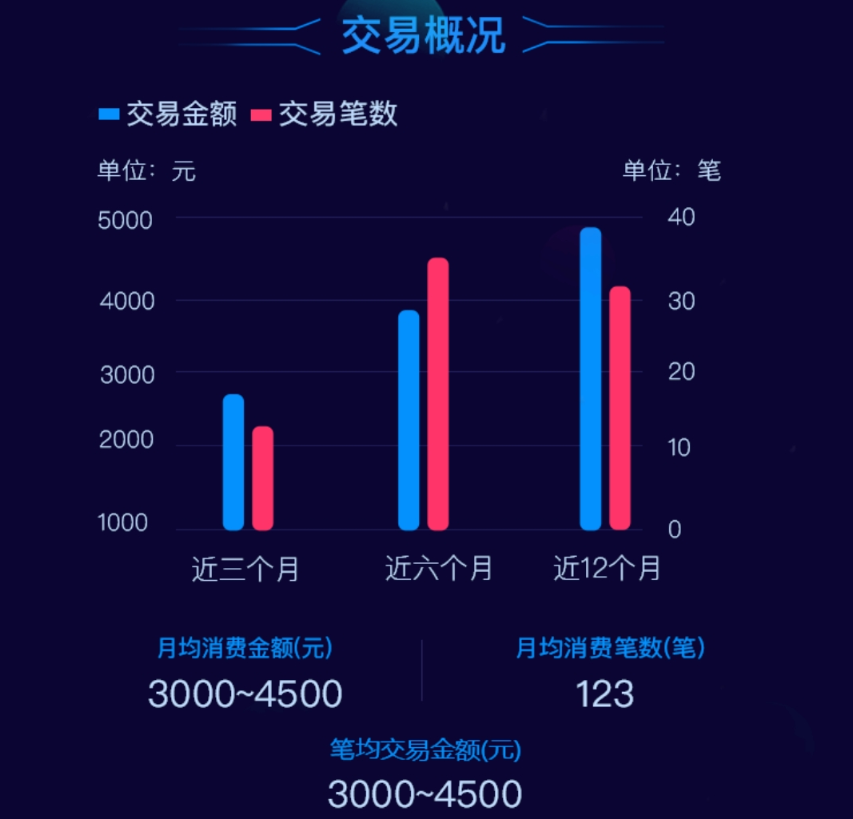 交易概况
交易金额 交易笔数
单位：元 单位：笔
5000 40
4000 30
3000 20
2000 10
1000 0
近三个月 近六个月 近12个月
月均消费金额(元) 月均消费笔数(笔)
3000~4500 123
笔均交易金额(元)
3000~4500